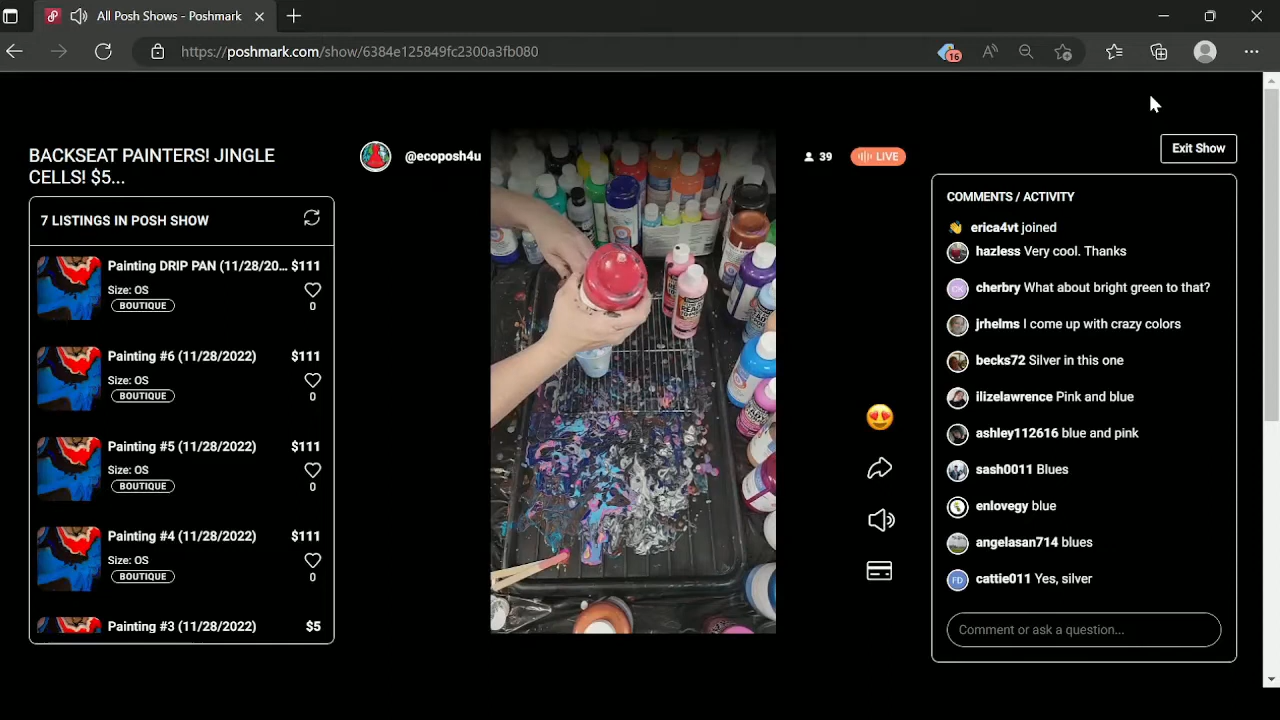 All Posh Shows - Poshmark
https://poshmark.com/show/6384e125849fc2300a3fb080
16
BACKSEAT PAINTERS! JINGLE
CELLS! $5...
@ecoposh4u
39
LIVE
Exit Show
7 LISTINGS IN POSH SHOW
Painting DRIP PAN (11/28/20... $111
Size: OS
BOUTIQUE
0
Painting #6 (11/28/2022) $111
Size: OS
BOUTIQUE
0
Painting #5 (11/28/2022) $111
Size: OS
BOUTIQUE
0
Painting #4 (11/28/2022) $111
Size: OS
BOUTIQUE
0
Painting #3 (11/28/2022) $5
COMMENTS / ACTIVITY
erica4vt joined
hazless Very cool. Thanks
cherbry What about bright green to that?
jrhelms I come up with crazy colors
becks72 Silver in this one
ilizelawrence Pink and blue
ashley112616 blue and pink
sash0011 Blues
enlovegy blue
angelasan714 blues
FD
cattie011 Yes, silver
Comment or ask a question...